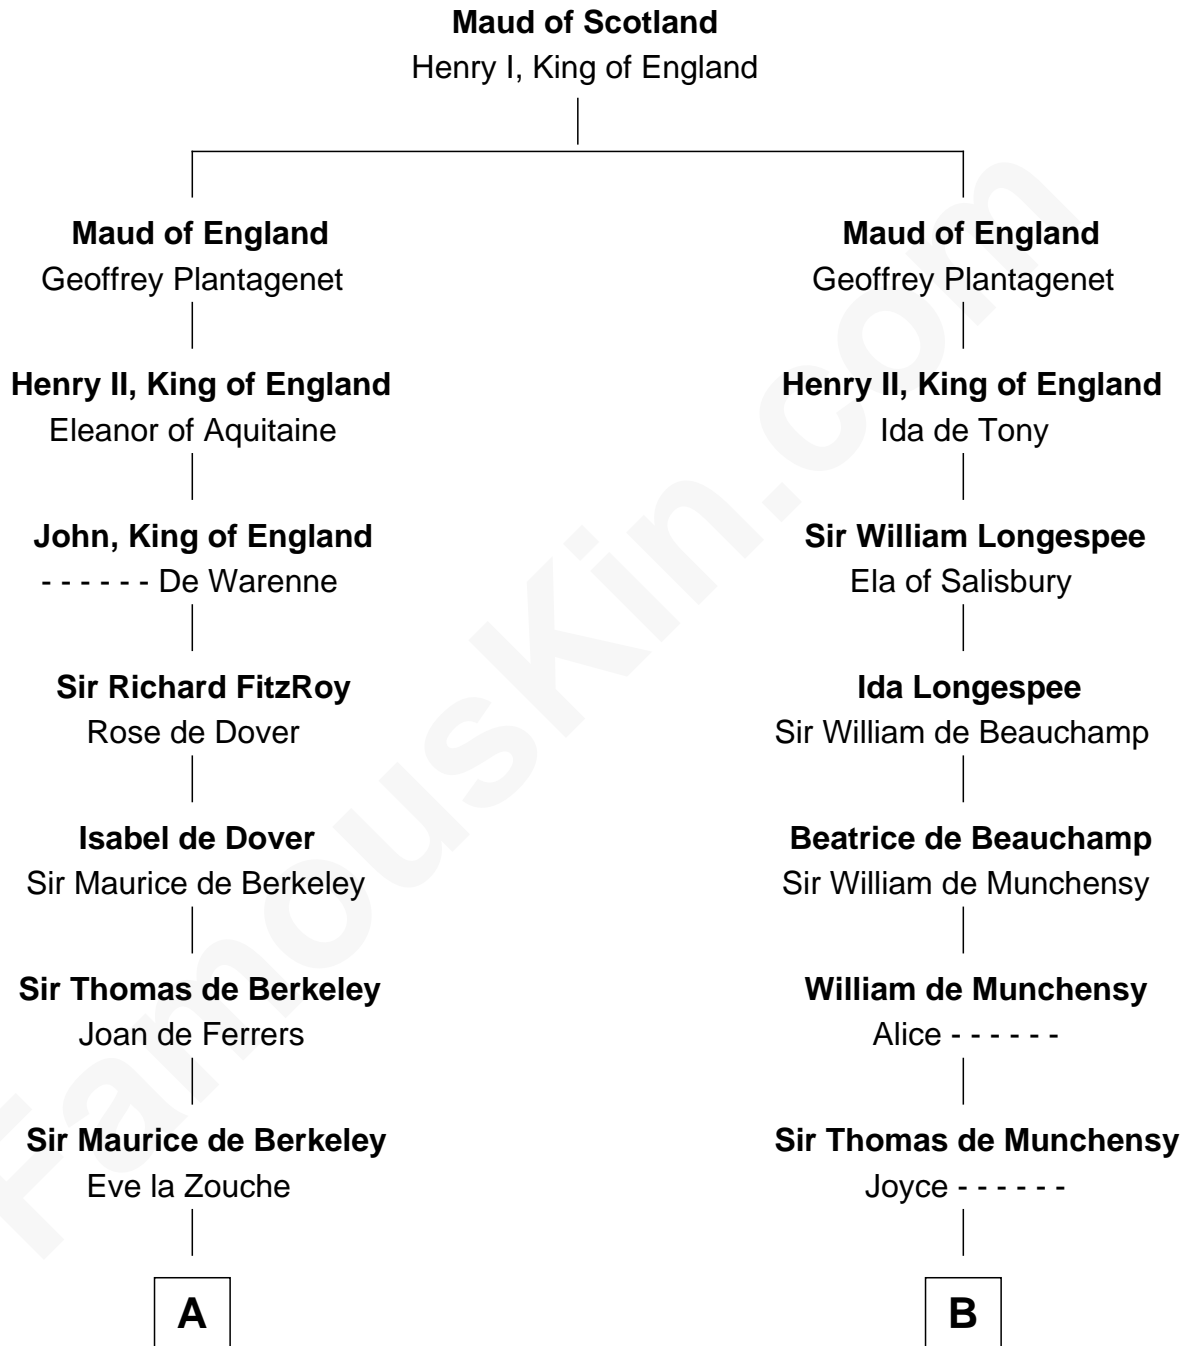 Maud of Scotland
Henry I, King of England
Maud of England
Geoffrey Plantagenet
Henry II, King of England
Eleanor of Aquitaine
John, King of England
- - - - - - De Warenne
Sir Richard FitzRoy
Rose de Dover
Isabel de Dover
Sir Maurice de Berkeley
Sir Thomas de Berkeley
Joan de Ferrers
Sir Maurice de Berkeley
Eve la Zouche
A
Maud of England
Geoffrey Plantagenet
Henry II, King of England
Ida de Tony
Sir William Longespee
Ela of Salisbury
Ida Longespee
Sir William de Beauchamp
Beatrice de Beauchamp
Sir William de Munchensy
William de Munchensy
Alice - - - - - -
Sir Thomas de Munchensy
Joyce - - - - - -
B
FamousKin.com